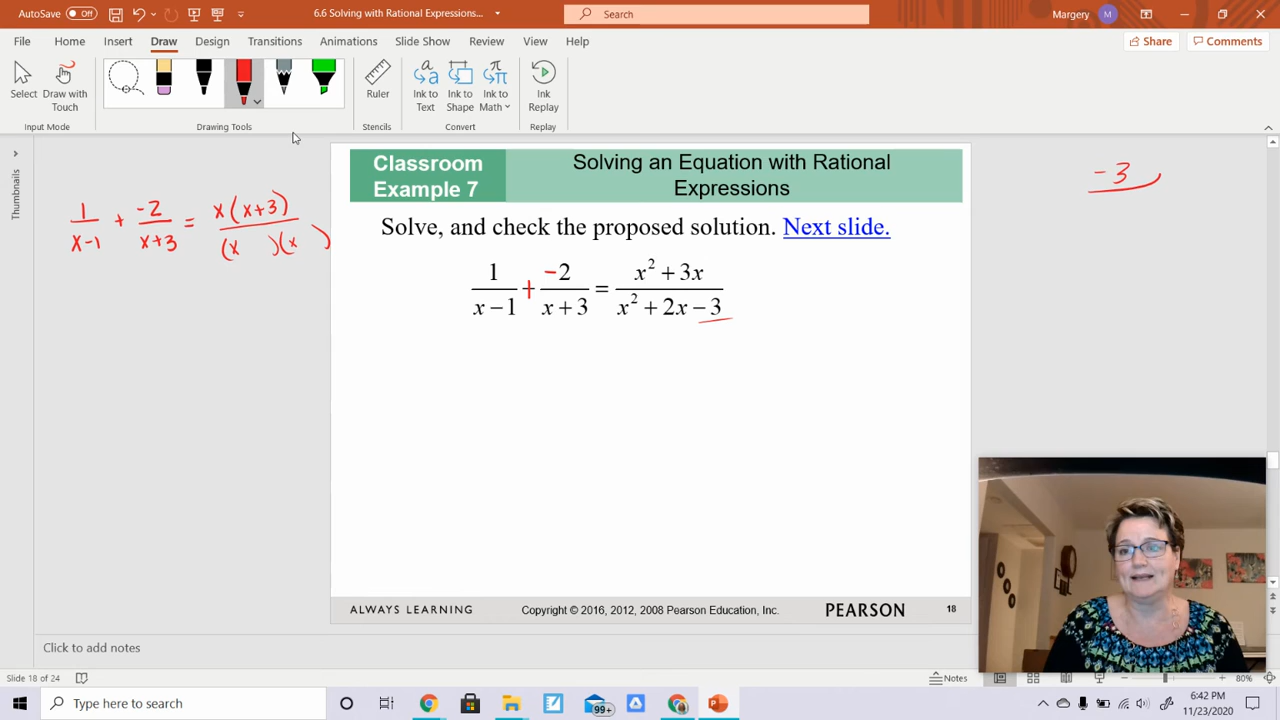 AutoSave Off 6.6 Solving with Rational Expressions... Search Margery M
File Home Insert Draw Design Transitions Animations Slide Show Review View Help Share Comments
Select Draw with Touch Ruler Ink to Text Ink to Shape Ink to Math Ink Replay
Input Mode Drawing Tools Stencils Convert Replay
Thumbnails
Classroom Example 7
Solving an Equation with Rational Expressions
Solve, and check the proposed solution. Next slide.
1/(x − 1) + −2/(x + 3) = (x² + 3x)/(x² + 2x − 3)
1/(x-1) + -2/(x+3) = x(x+3)/(x )(x )
-3
ALWAYS LEARNING Copyright © 2016, 2012, 2008 Pearson Education, Inc. PEARSON 18
Click to add notes
Slide 18 of 24 Notes 80%
Type here to search 99+ 6:42 PM
11/23/2020